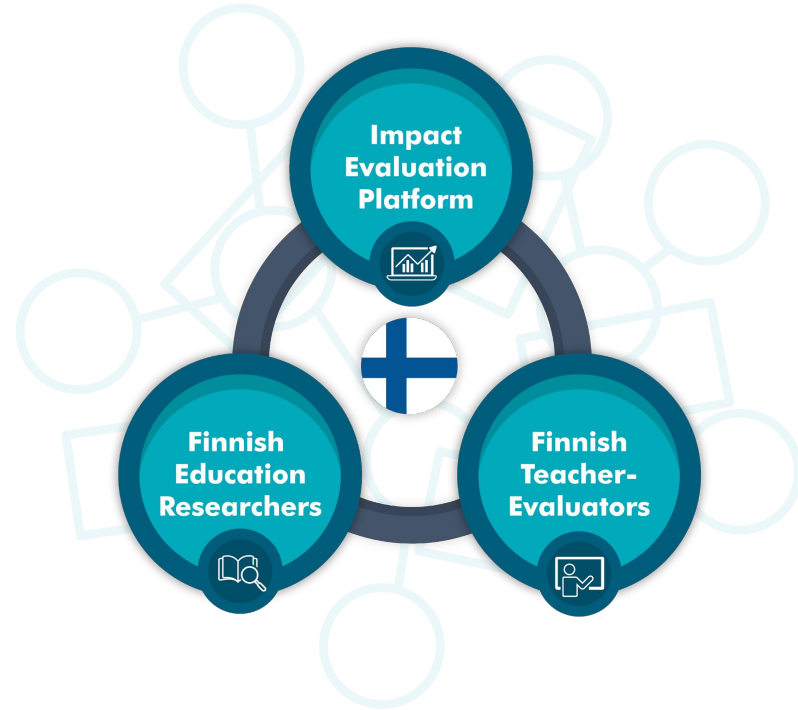 Impact
Evaluation
Platform
Finnish
Education
Researchers
Finnish
Teacher-
Evaluators